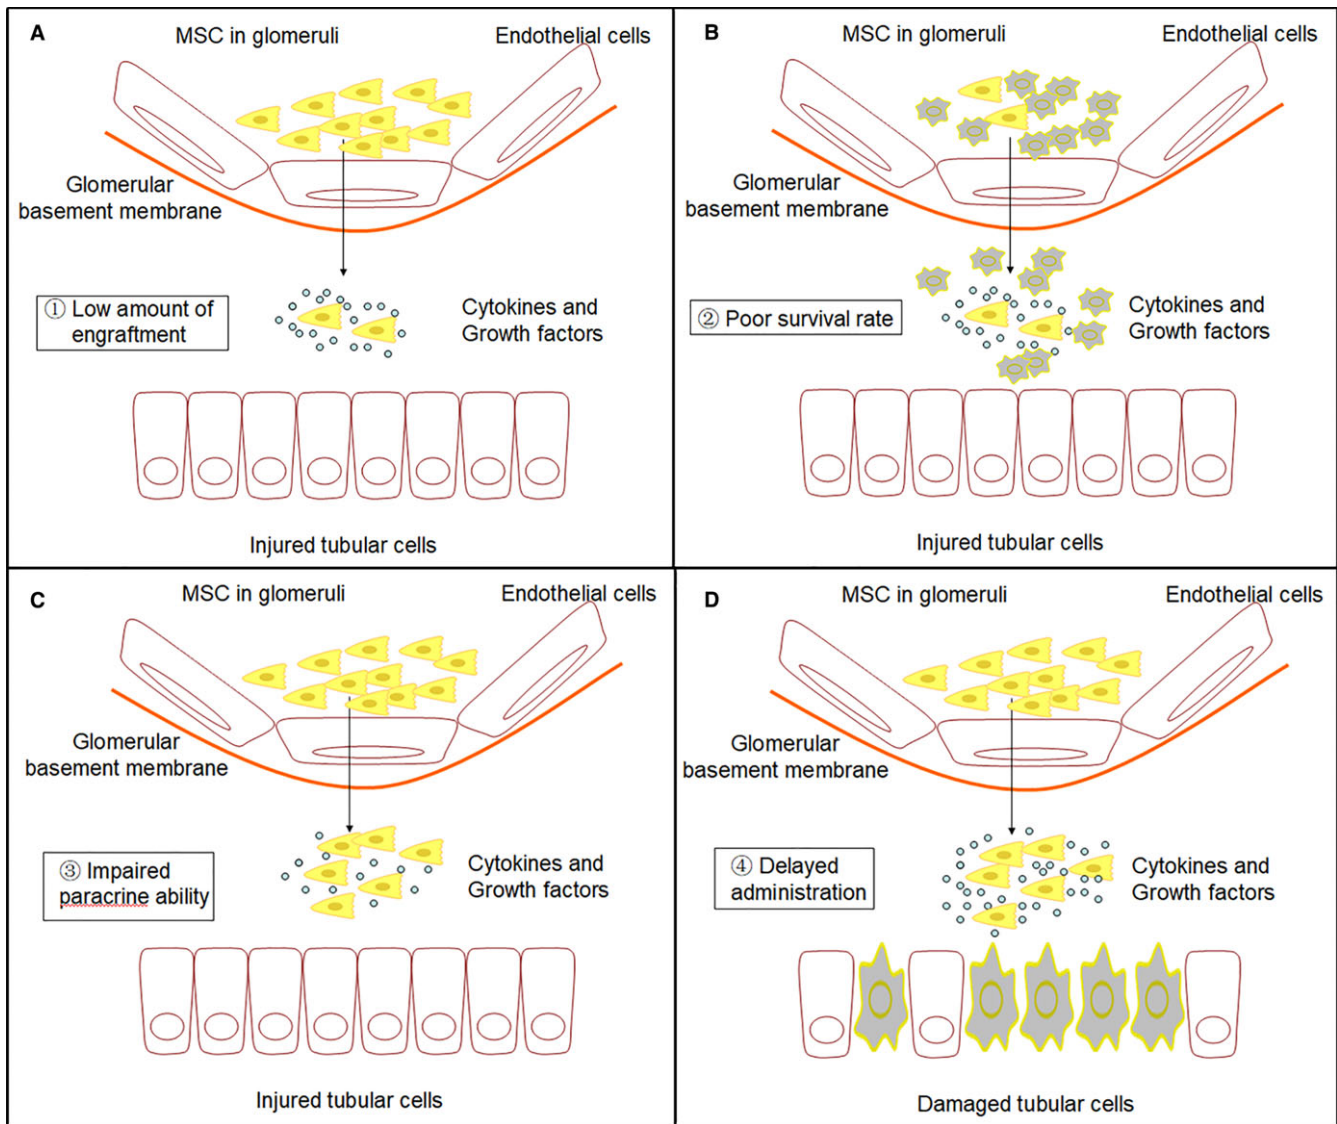 A
MSC in glomeruli
Endothelial cells
Glomerular
basement membrane
① Low amount of
engraftment
Cytokines and
Growth factors
Injured tubular cells
B
MSC in glomeruli
Endothelial cells
Glomerular
basement membrane
② Poor survival rate
Cytokines and
Growth factors
Injured tubular cells
C
MSC in glomeruli
Endothelial cells
Glomerular
basement membrane
③ Impaired
paracrine ability
Cytokines and
Growth factors
Injured tubular cells
D
MSC in glomeruli
Endothelial cells
Glomerular
basement membrane
④ Delayed
administration
Cytokines and
Growth factors
Damaged tubular cells